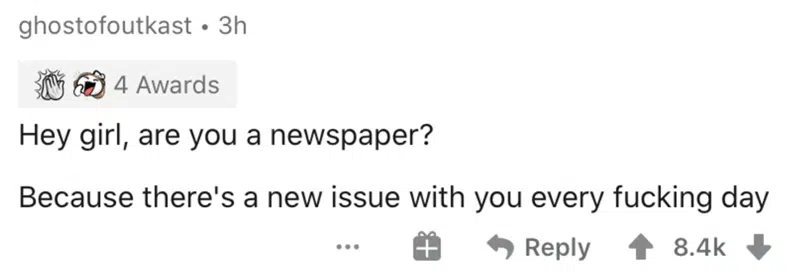 ghostofoutkast • 3h
4 Awards
Hey girl, are you a newspaper?
Because there's a new issue with you every fucking day
Reply 8.4k